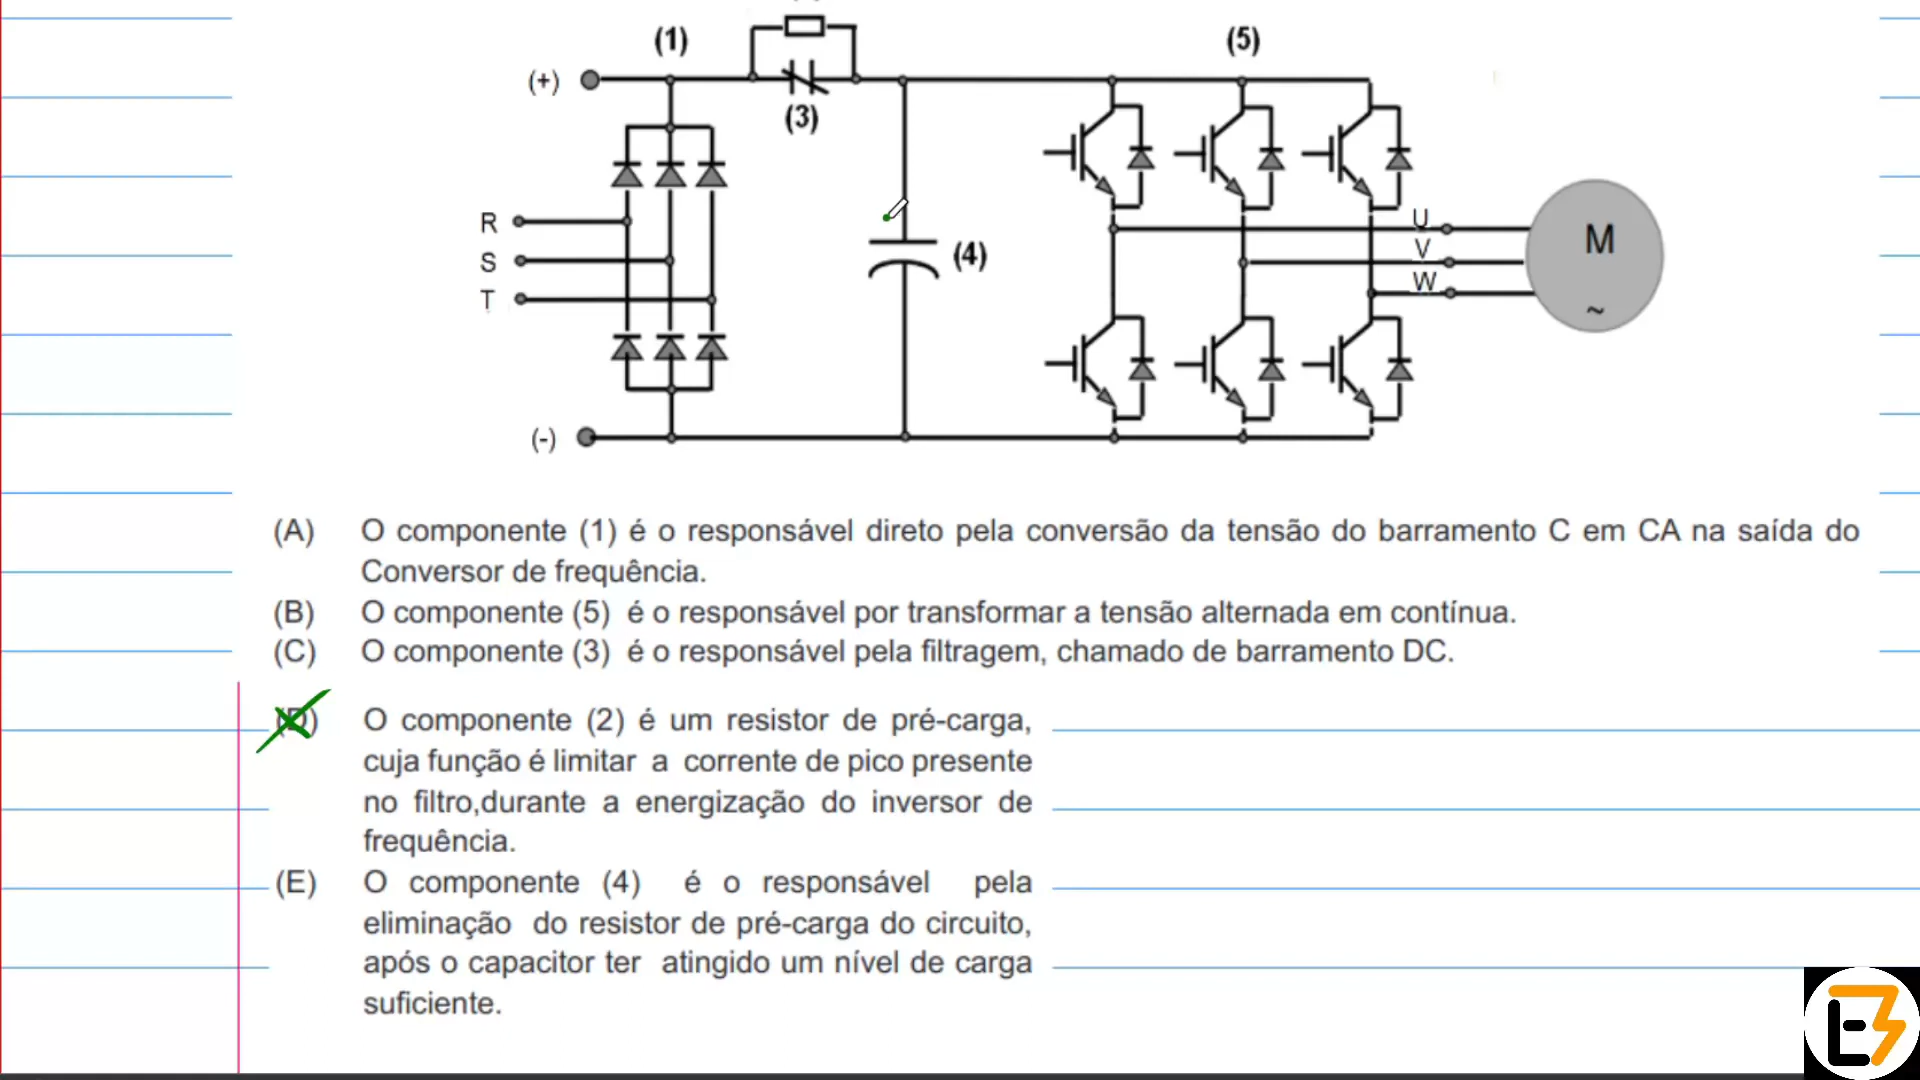 (1)
(5)
(+)
(3)
R
S
T
(4)
U
V
W
M
~
(-)
(A) O componente (1) é o responsável direto pela conversão da tensão do barramento C em CA na saída do
Conversor de frequência.
(B) O componente (5) é o responsável por transformar a tensão alternada em contínua.
(C) O componente (3) é o responsável pela filtragem, chamado de barramento DC.
(D) O componente (2) é um resistor de pré-carga,
cuja função é limitar a corrente de pico presente
no filtro,durante a energização do inversor de
frequência.
(E) O componente (4) é o responsável pela
eliminação do resistor de pré-carga do circuito,
após o capacitor ter atingido um nível de carga
suficiente.